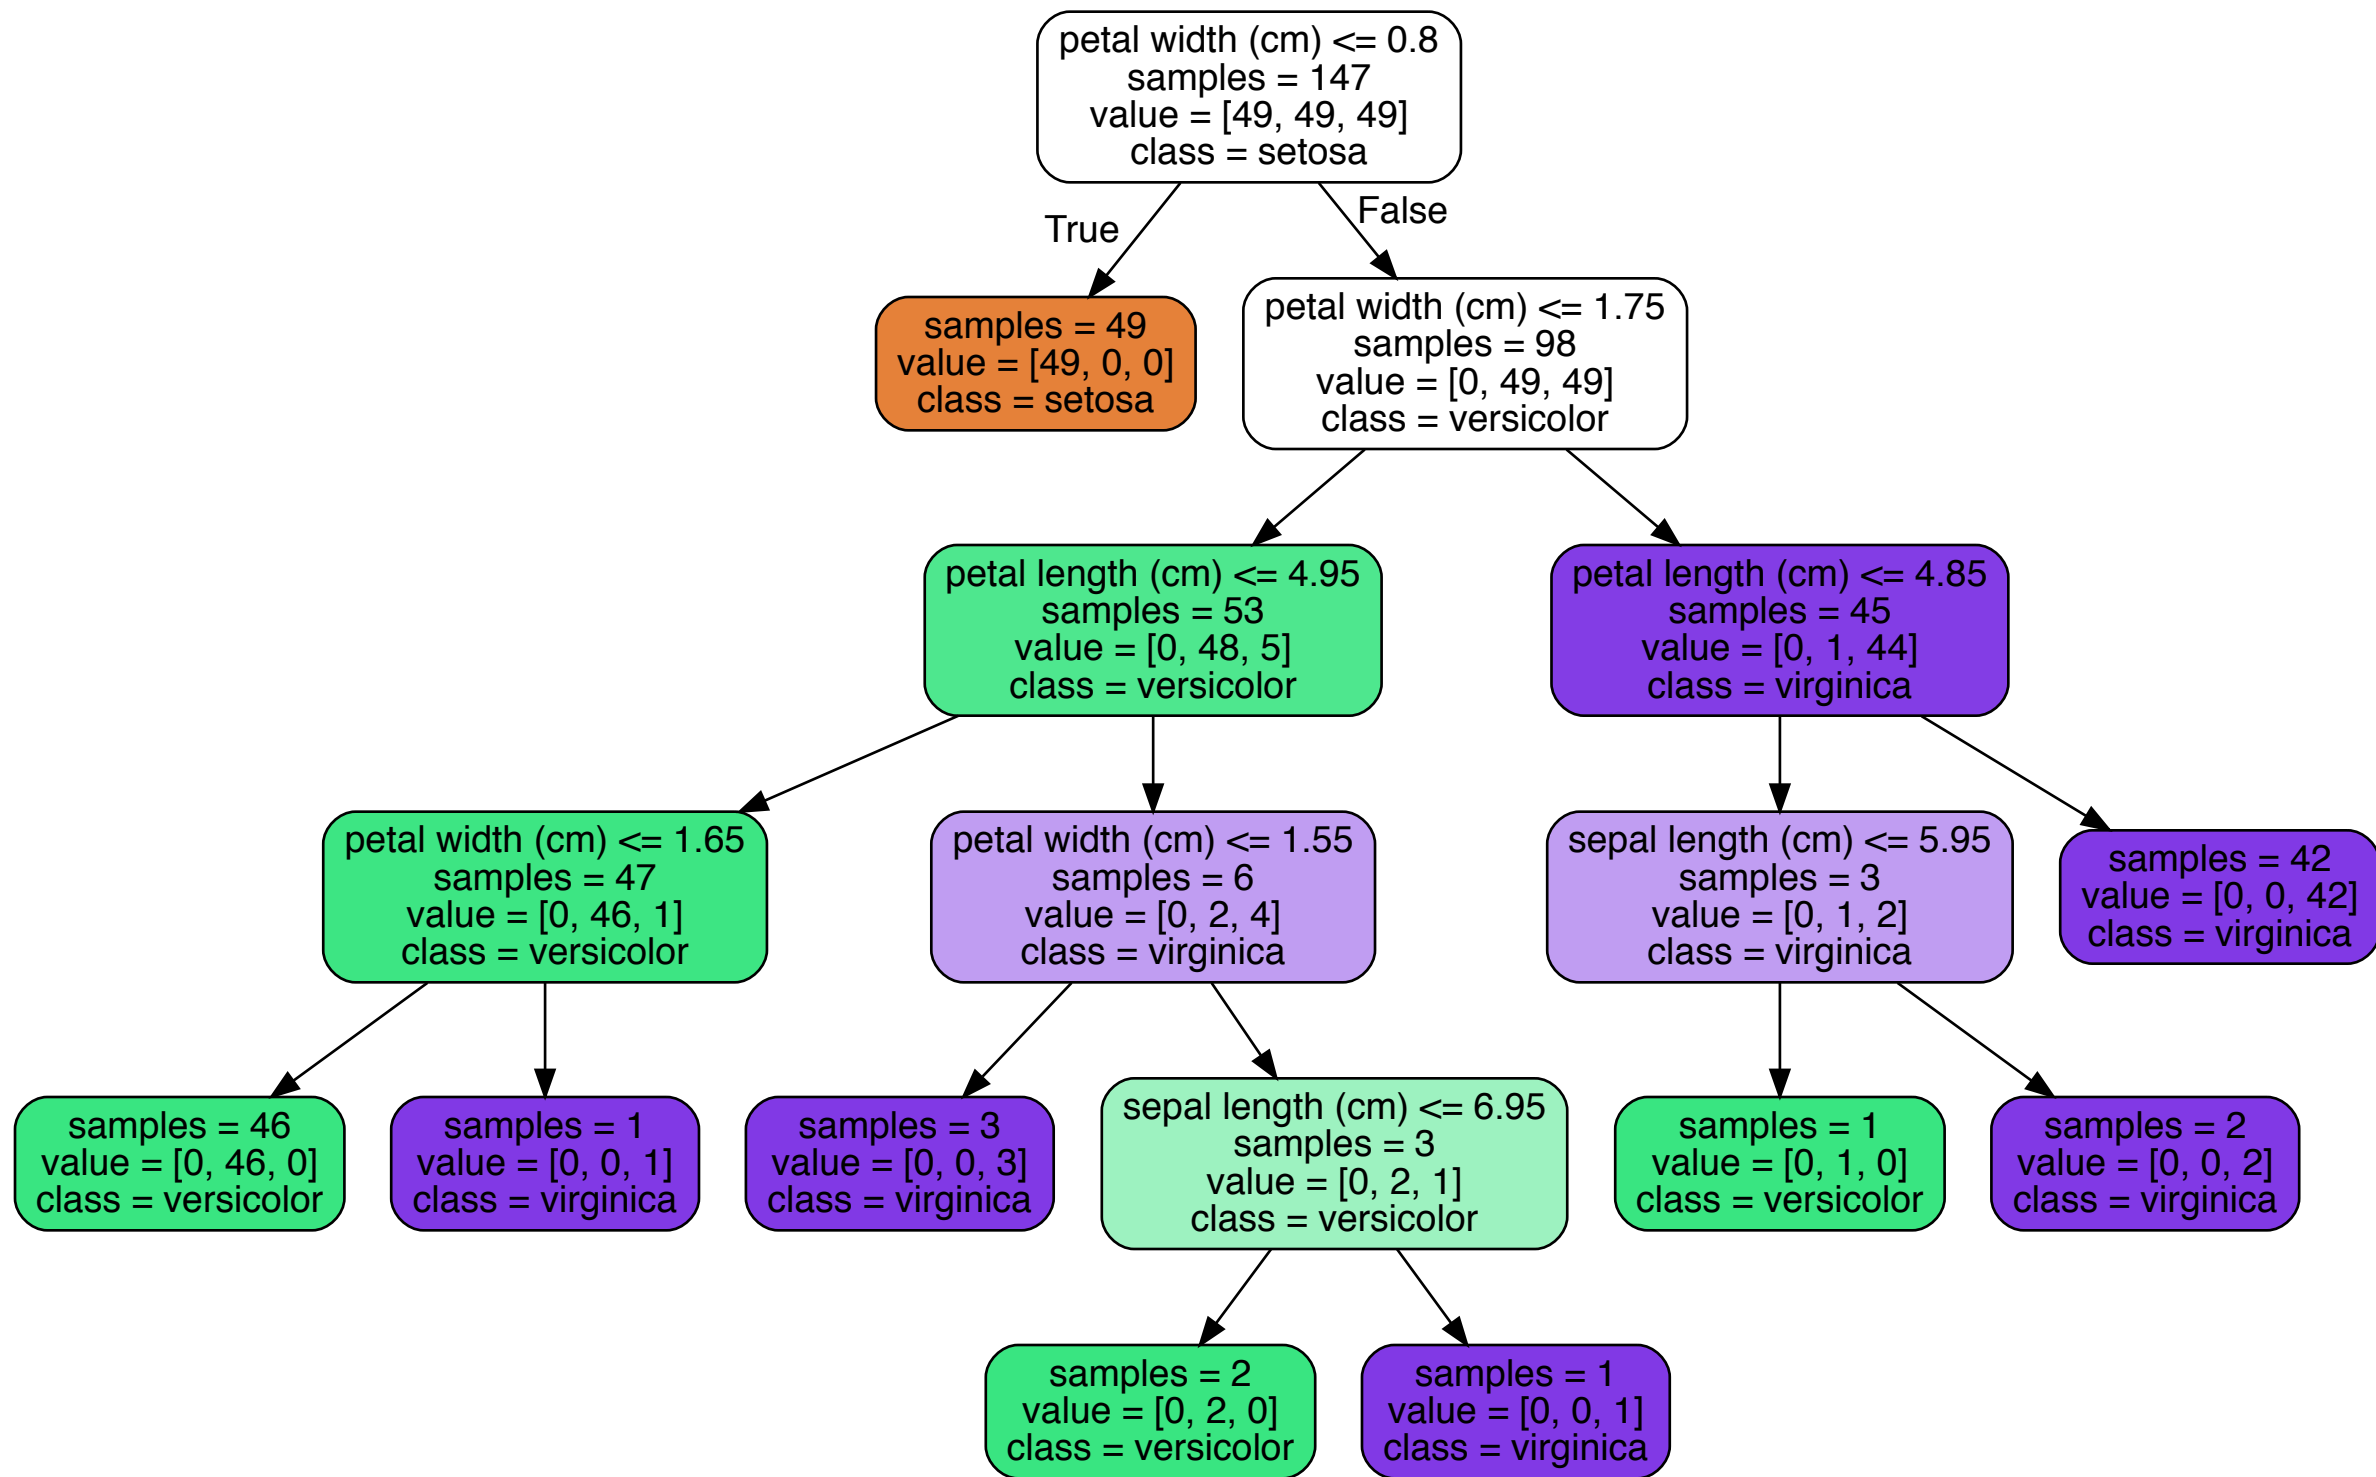 petal width (cm) <= 0.8
samples = 147
value = [49, 49, 49]
class = setosa
True
False
samples = 49
value = [49, 0, 0]
class = setosa
petal width (cm) <= 1.75
samples = 98
value = [0, 49, 49]
class = versicolor
petal length (cm) <= 4.95
samples = 53
value = [0, 48, 5]
class = versicolor
petal length (cm) <= 4.85
samples = 45
value = [0, 1, 44]
class = virginica
petal width (cm) <= 1.65
samples = 47
value = [0, 46, 1]
class = versicolor
petal width (cm) <= 1.55
samples = 6
value = [0, 2, 4]
class = virginica
sepal length (cm) <= 5.95
samples = 3
value = [0, 1, 2]
class = virginica
samples = 42
value = [0, 0, 42]
class = virginica
samples = 46
value = [0, 46, 0]
class = versicolor
samples = 1
value = [0, 0, 1]
class = virginica
samples = 3
value = [0, 0, 3]
class = virginica
sepal length (cm) <= 6.95
samples = 3
value = [0, 2, 1]
class = versicolor
samples = 1
value = [0, 1, 0]
class = versicolor
samples = 2
value = [0, 0, 2]
class = virginica
samples = 2
value = [0, 2, 0]
class = versicolor
samples = 1
value = [0, 0, 1]
class = virginica